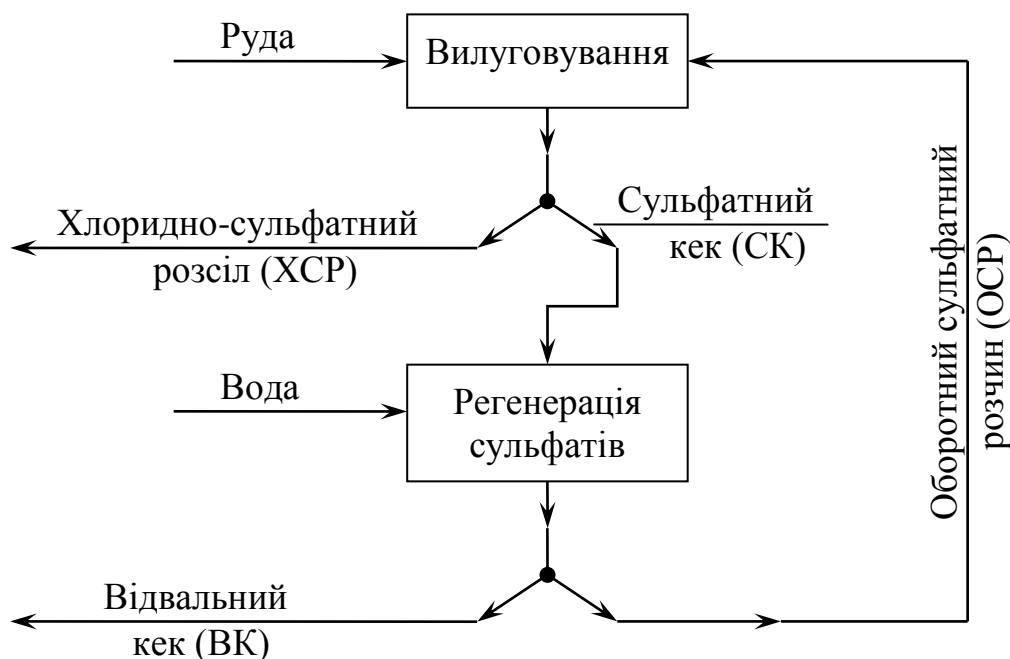 Руда
Вилуговування
Хлоридно-сульфатний
розсіл (ХСР)
Сульфатний
кек (СК)
Оборотний сульфатний
розчин (ОСР)
Вода
Регенерація
сульфатів
Відвальний
кек (ВК)